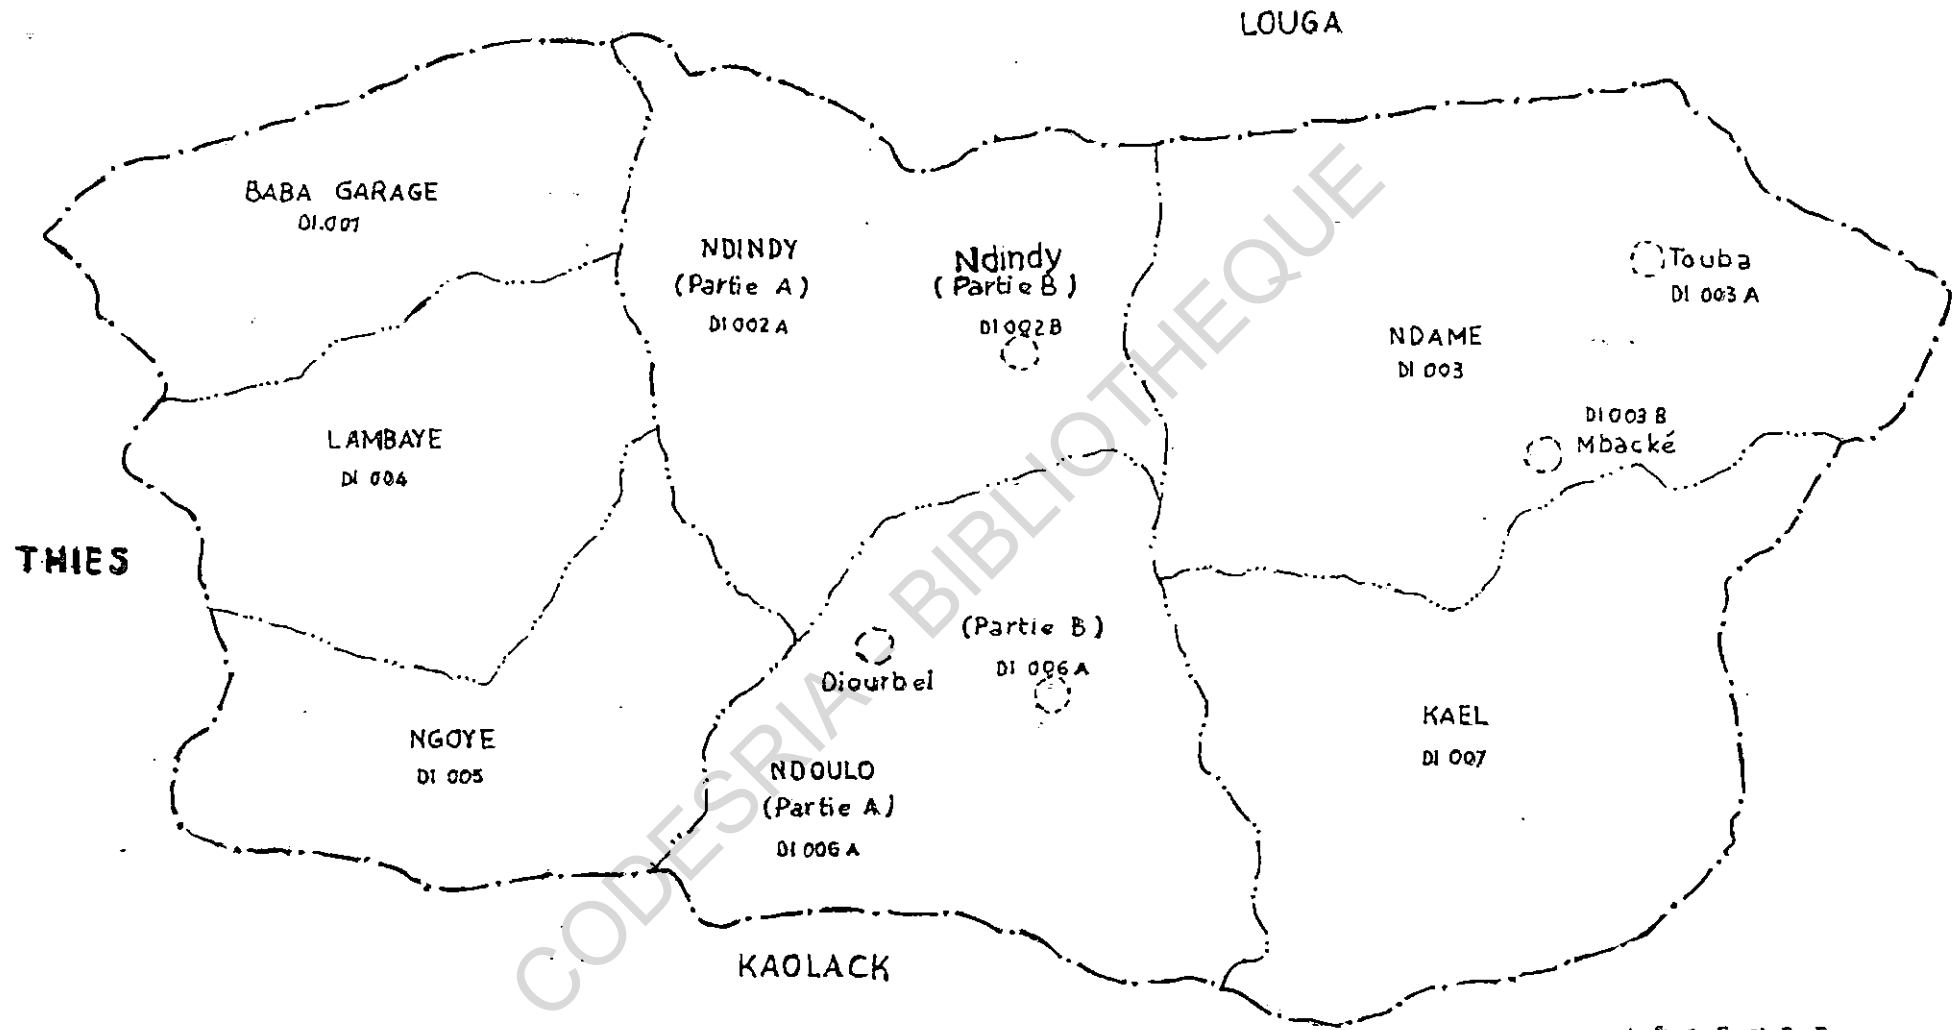 LOUGA
BABA GARAGE
DI.001
NDINDY
(Partie A)
DI 002 A
Ndindy
(Partie B)
DI 002 B
Touba
DI 003 A
NDAME
DI 003
DI 003 B
Mbacké
LAMBAYE
DI 004
THIES
(Partie B)
DI 006 A
Diourbel
NGOYE
DI 005
NDOULO
(Partie A)
DI 006 A
KAEL
DI 007
KAOLACK
CODESRIA - BIBLIOTHEQUE